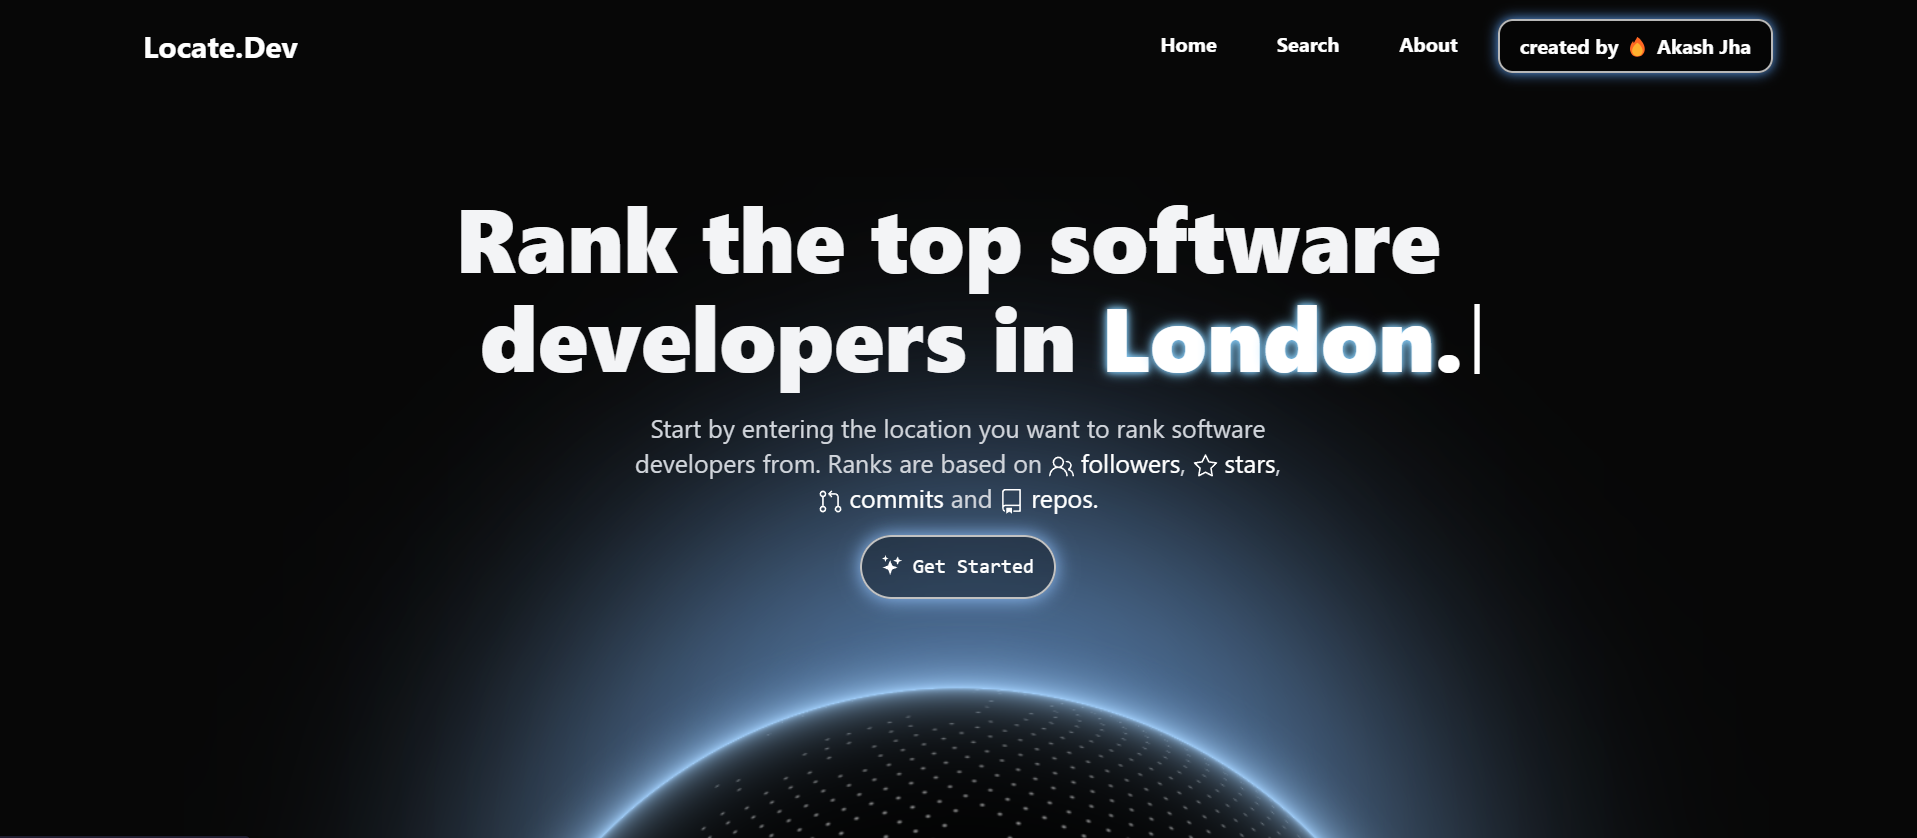 Locate.Dev
Home
Search
About
created by 🔥 Akash Jha
Rank the top software
developers in London.
Start by entering the location you want to rank software
developers from. Ranks are based on followers, stars,
commits and repos.
Get Started